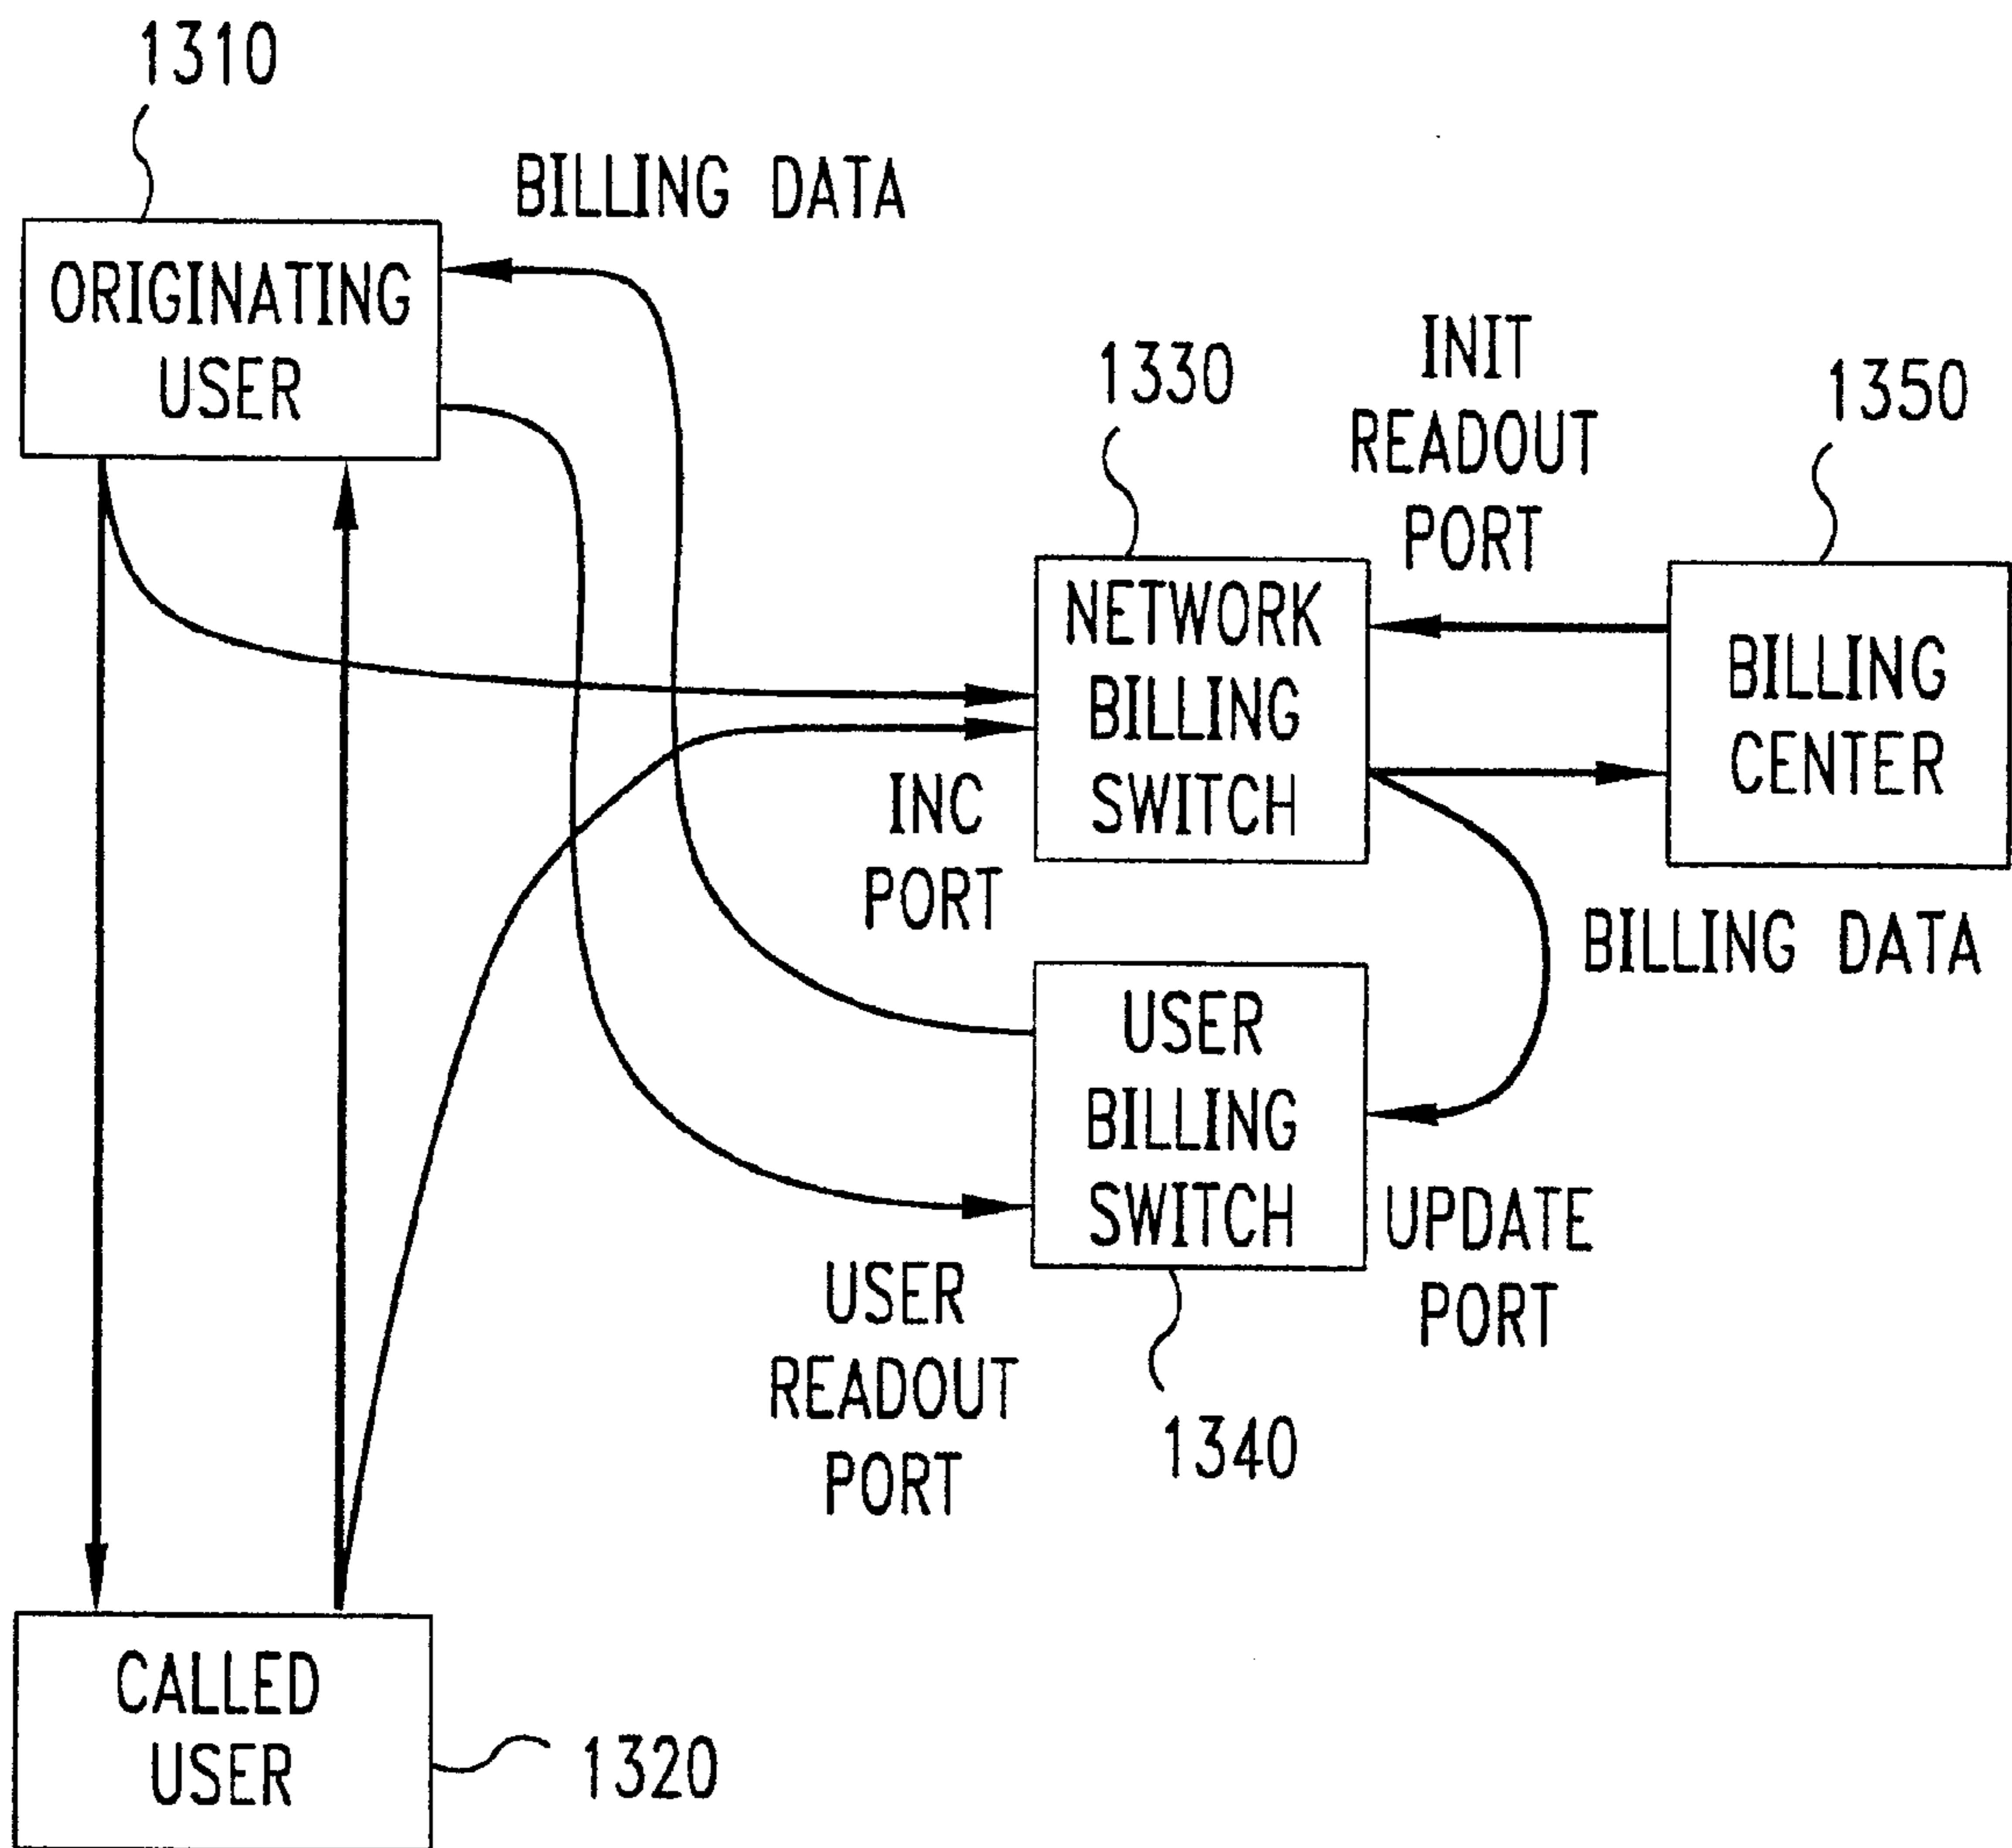 1310
BILLING DATA
ORIGINATING
USER
1330
INIT
READOUT
PORT
1350
NETWORK
BILLING
SWITCH
BILLING
CENTER
INC
PORT
BILLING DATA
USER
BILLING
SWITCH
UPDATE
PORT
USER
READOUT
PORT
1340
CALLED
USER
1320